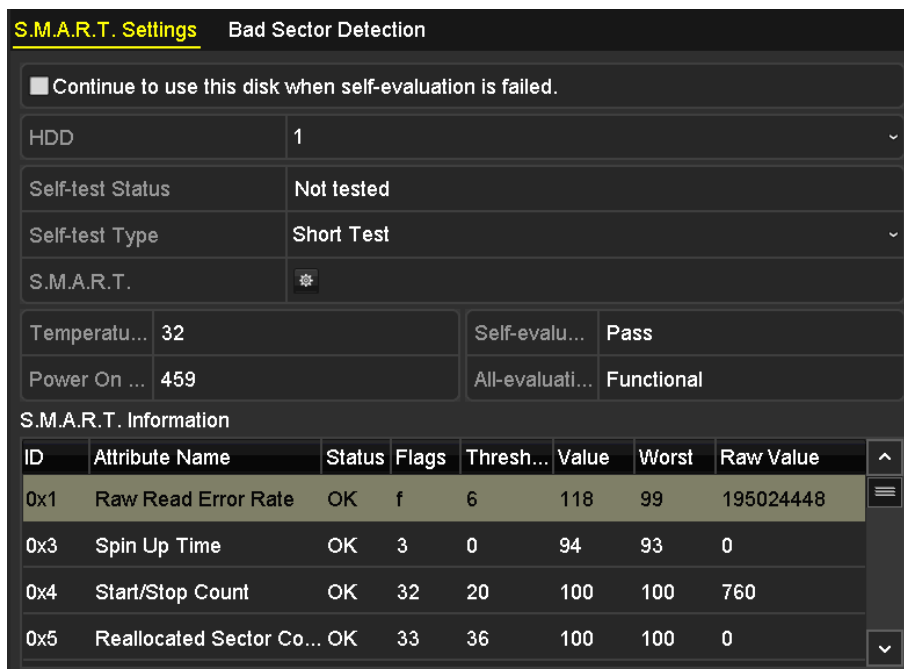 S.M.A.R.T. Settings Bad Sector Detection
Continue to use this disk when self-evaluation is failed.
HDD 1
Self-test Status Not tested
Self-test Type Short Test
S.M.A.R.T.
Temperatu... 32 Self-evalu... Pass
Power On ... 459 All-evaluati... Functional
S.M.A.R.T. Information
ID Attribute Name Status Flags Thresh... Value Worst Raw Value
0x1 Raw Read Error Rate OK f 6 118 99 195024448
0x3 Spin Up Time OK 3 0 94 93 0
0x4 Start/Stop Count OK 32 20 100 100 760
0x5 Reallocated Sector Co... OK 33 36 100 100 0